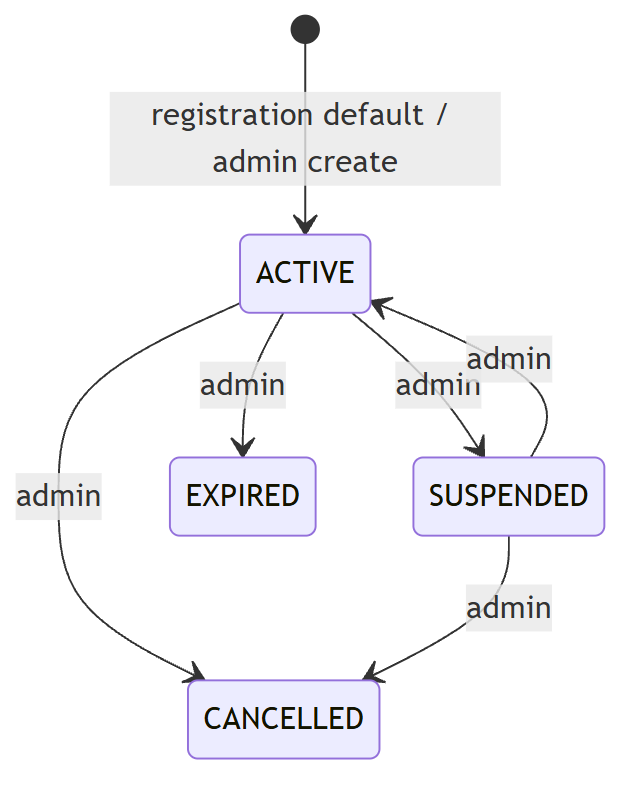 registration default /
admin create
ACTIVE
admin
admin
admin
admin
EXPIRED
SUSPENDED
admin
CANCELLED